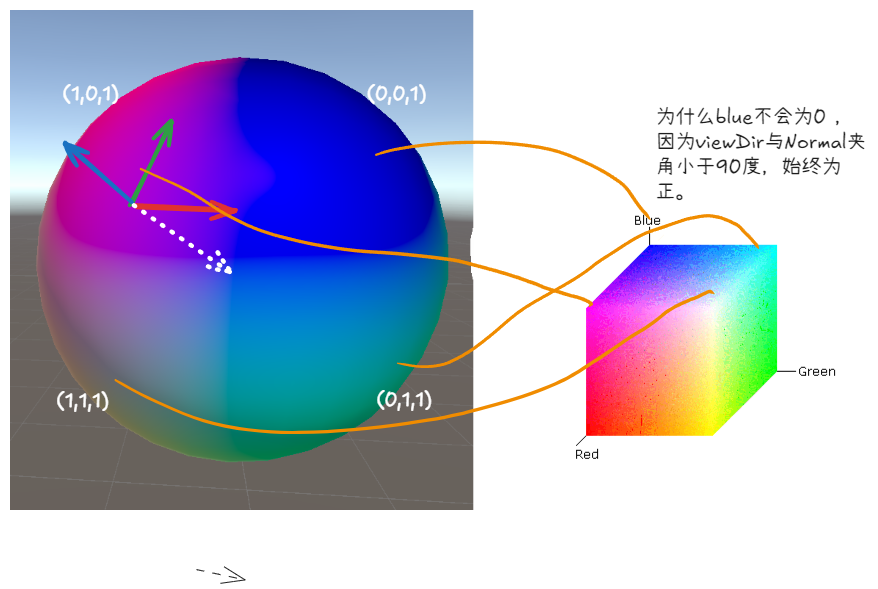 (1,0,1)
(0,0,1)
(1,1,1)
(0,1,1)
为什么blue不会为0，
因为viewDir与Normal夹
角小于90度，始终为
正。
Blue
Green
Red